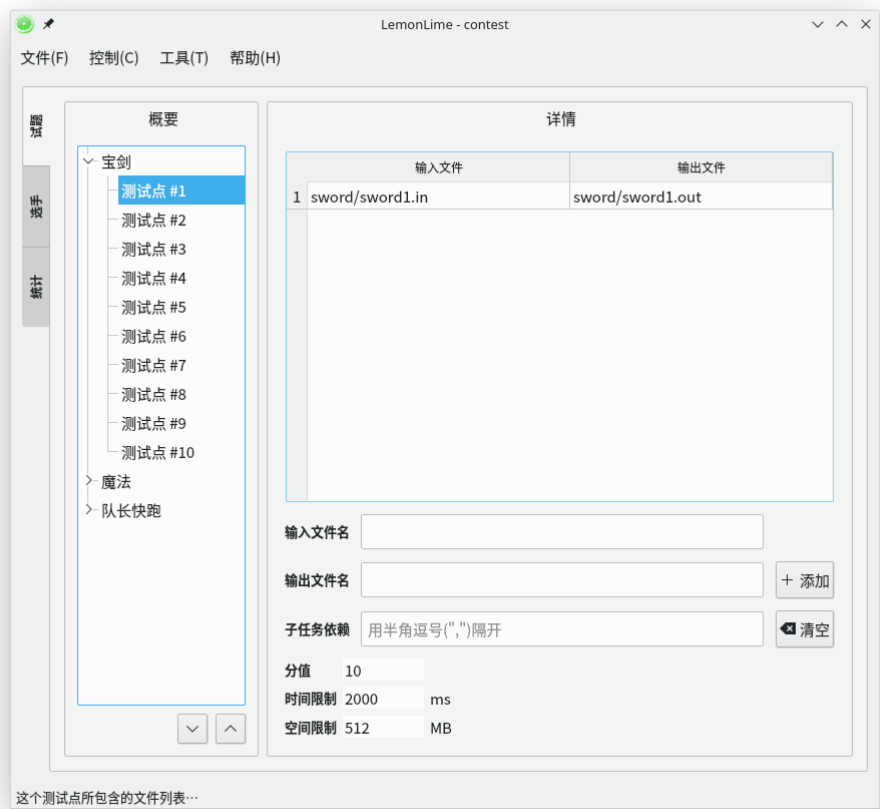 LemonLime - contest
文件(F) 控制(C) 工具(T) 帮助(H)
试题
选手
统计
概要
宝剑
测试点 #1
测试点 #2
测试点 #3
测试点 #4
测试点 #5
测试点 #6
测试点 #7
测试点 #8
测试点 #9
测试点 #10
魔法
队长快跑
详情
输入文件 输出文件
1 sword/sword1.in sword/sword1.out
输入文件名
输出文件名 + 添加
子任务依赖 用半角逗号(",")隔开 清空
分值 10
时间限制 2000 ms
空间限制 512 MB
这个测试点所包含的文件列表…